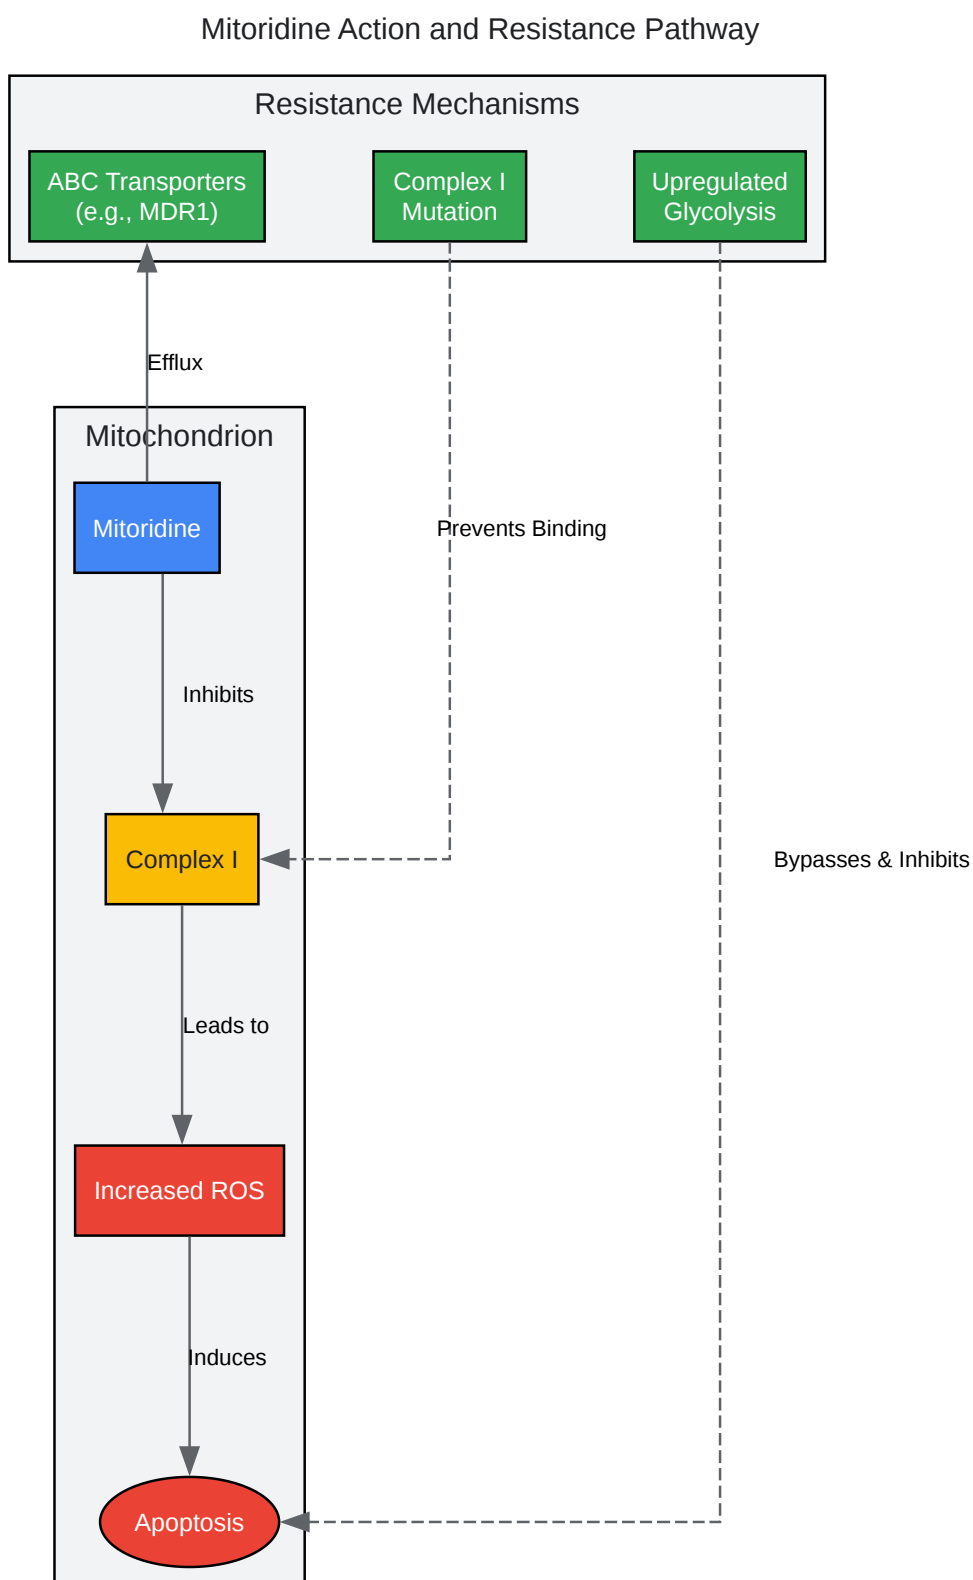 Mitoridine Action and Resistance Pathway
Resistance Mechanisms
ABC Transporters
(e.g., MDR1)
Complex I
Mutation
Upregulated
Glycolysis
Efflux
Mitochondrion
Mitoridine
Prevents Binding
Inhibits
Complex I
Bypasses & Inhibits
Leads to
Increased ROS
Induces
Apoptosis